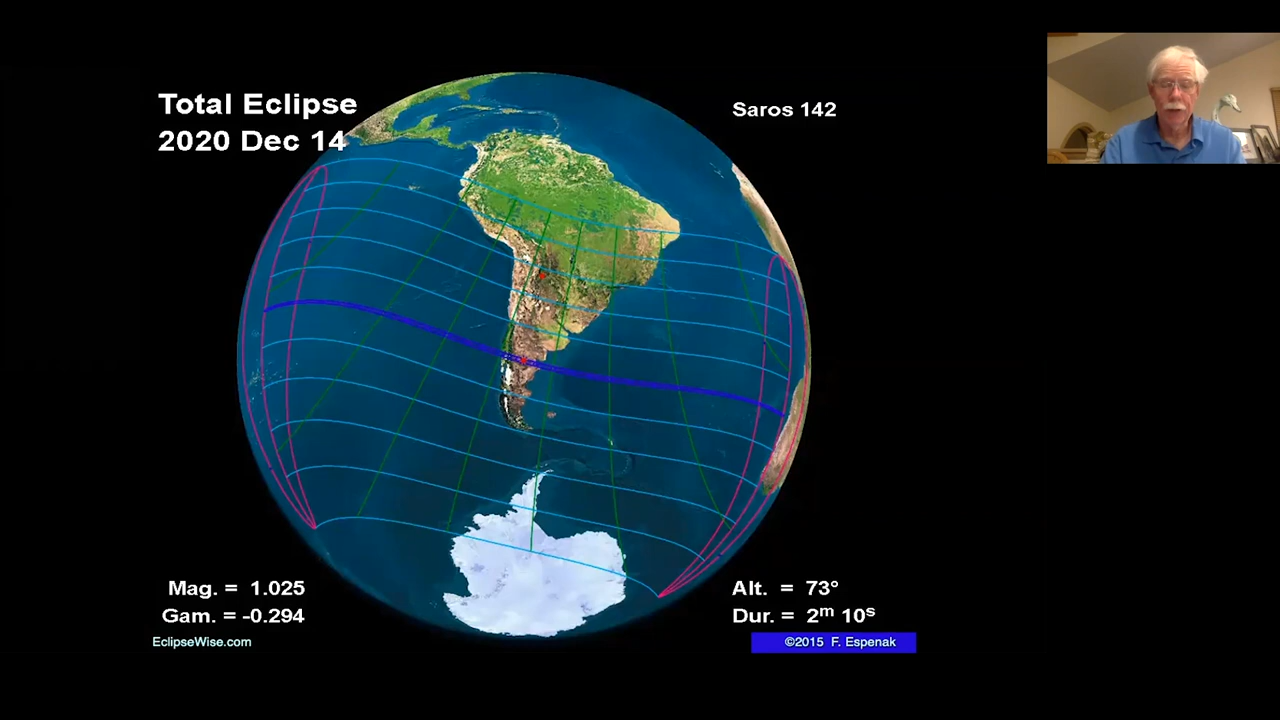 Total Eclipse
2020 Dec 14
Saros 142
Mag. = 1.025
Gam. = -0.294
EclipseWise.com
Alt. = 73°
Dur. = 2ᵐ 10ˢ
©2015 F. Espenak